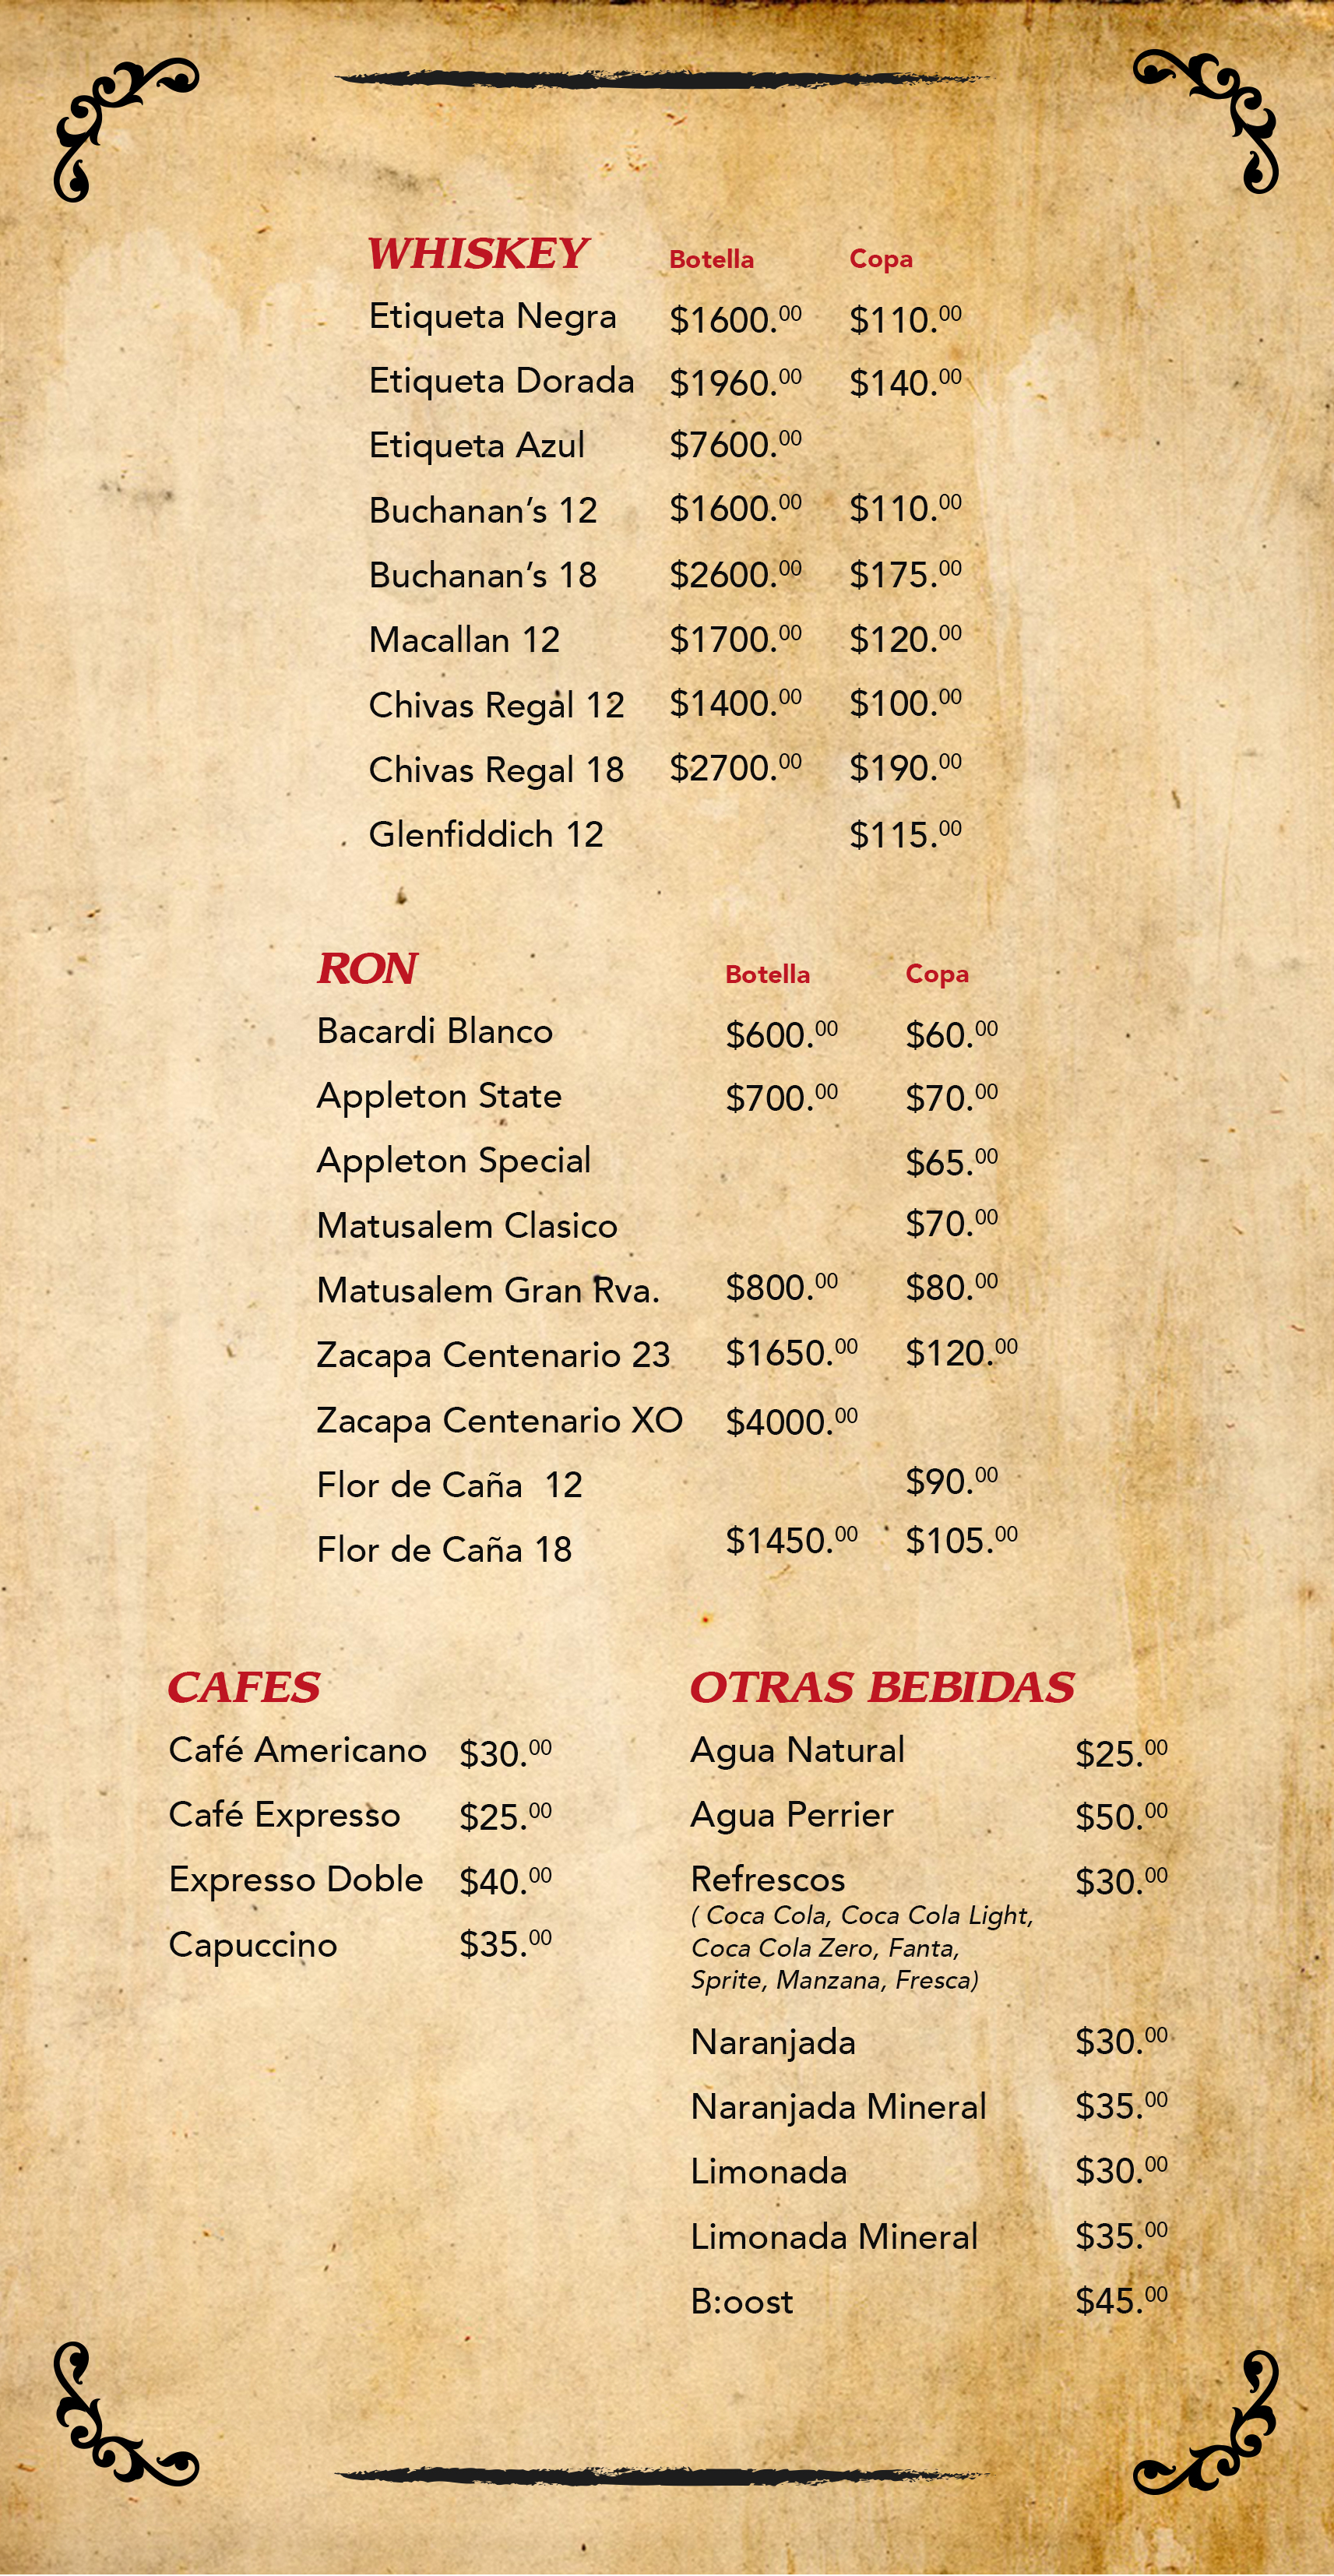 WHISKEY Botella Copa
Etiqueta Negra $1600.00 $110.00
Etiqueta Dorada $1960.00 $140.00
Etiqueta Azul $7600.00
Buchanan’s 12 $1600.00 $110.00
Buchanan’s 18 $2600.00 $175.00
Macallan 12 $1700.00 $120.00
Chivas Regal 12 $1400.00 $100.00
Chivas Regal 18 $2700.00 $190.00
Glenfiddich 12 $115.00
RON Botella Copa
Bacardi Blanco $600.00 $60.00
Appleton State $700.00 $70.00
Appleton Special $65.00
Matusalem Clasico $70.00
Matusalem Gran Rva. $800.00 $80.00
Zacapa Centenario 23 $1650.00 $120.00
Zacapa Centenario XO $4000.00
Flor de Caña 12 $90.00
Flor de Caña 18 $1450.00 $105.00
CAFES
Café Americano $30.00
Café Expresso $25.00
Expresso Doble $40.00
Capuccino $35.00
OTRAS BEBIDAS
Agua Natural $25.00
Agua Perrier $50.00
Refrescos $30.00
( Coca Cola, Coca Cola Light,
Coca Cola Zero, Fanta,
Sprite, Manzana, Fresca)
Naranjada $30.00
Naranjada Mineral $35.00
Limonada $30.00
Limonada Mineral $35.00
B:oost $45.00